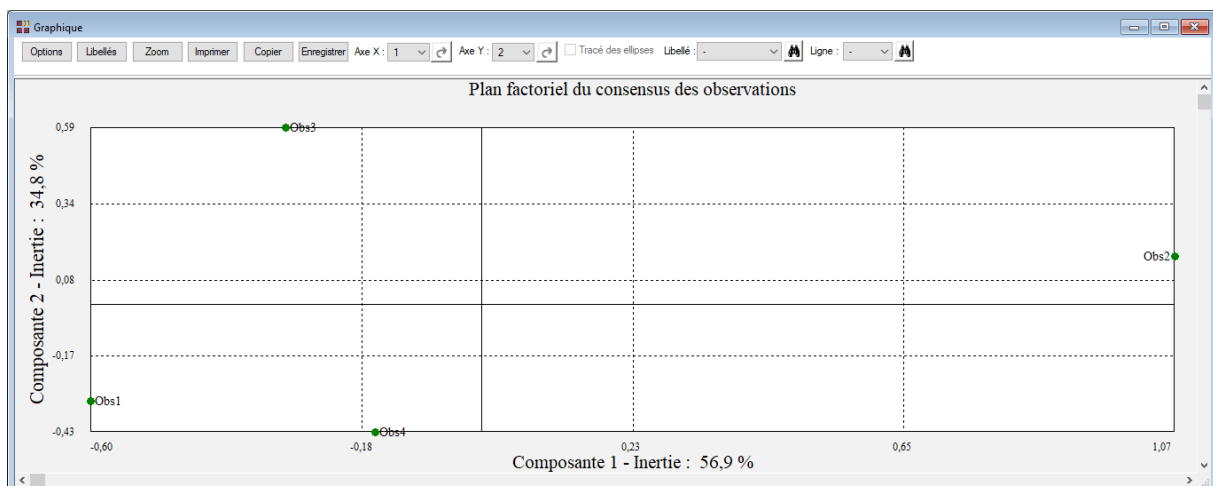 Graphique
Options Libellés Zoom Imprimer Copier Enregistrer Axe X : 1 Axe Y : 2 Tracé des ellipses Libellé : - Ligne : -
Plan factoriel du consensus des observations
0,59
Obs3
0,34
Obs2
0,08
-0,17
Obs1
-0,43
Obs4
Composante 2 - Inertie : 34,8 %
-0,60 -0,18 0,23 0,65 1,07
Composante 1 - Inertie : 56,9 %